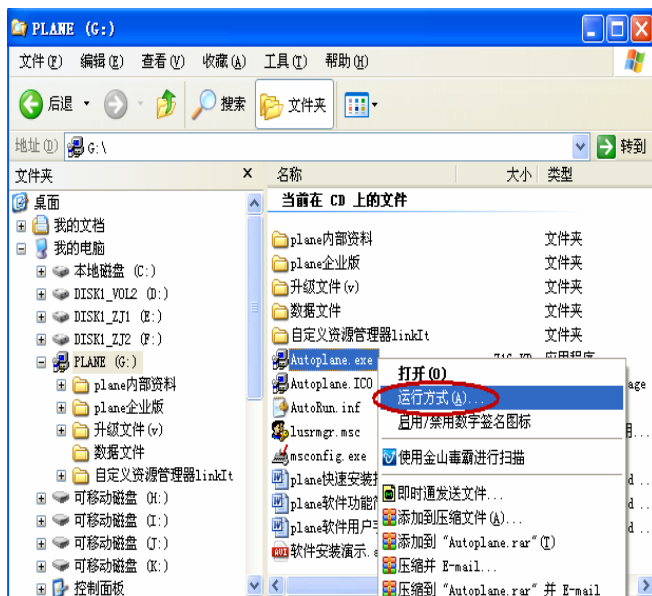 PLANE (G:)
文件(F) 编辑(E) 查看(V) 收藏(A) 工具(T) 帮助(H)
后退 搜索 文件夹
地址(D) G:\ 转到
文件夹 x
桌面
我的文档
我的电脑
本地磁盘 (C:)
DISK1_VOL2 (D:)
DISK1_ZJ1 (E:)
DISK1_ZJ2 (F:)
PLANE (G:)
plane内部资料
plane企业版
升级文件(v)
数据文件
自定义资源管理器linkIt
可移动磁盘 (H:)
可移动磁盘 (I:)
可移动磁盘 (J:)
可移动磁盘 (K:)
控制面板
名称 大小 类型
当前在 CD 上的文件
plane内部资料 文件夹
plane企业版 文件夹
升级文件(v) 文件夹
数据文件 文件夹
自定义资源管理器linkIt 文件夹
Autoplane.exe 应用程序
Autoplane.ICO
AutoRun.inf
lusrmgr.msc
msconfig.exe
plane快速安装
plane软件功能
plane软件用户
软件安装演示.
打开(O)
运行方式(A)...
启用/禁用数字签名图标
使用金山毒霸进行扫描
即时通发送文件...
添加到压缩文件(A)...
添加到 "Autoplane.rar"(T)
压缩并 E-mail...
压缩到 "Autoplane.rar" 并 E-mail